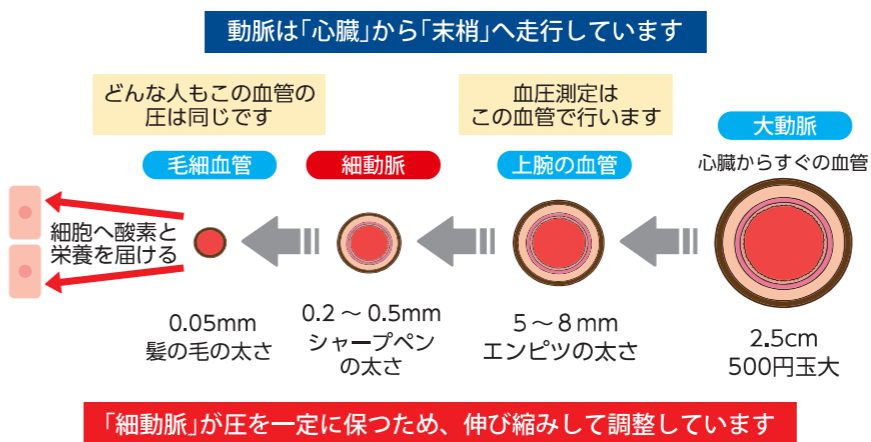 動脈は「心臓」から「末梢」へ走行しています
どんな人もこの血管の
圧は同じです
血圧測定は
この血管で行います
大動脈
心臓からすぐの血管
毛細血管
細動脈
上腕の血管
細胞へ酸素と
栄養を届ける
0.05mm
髪の毛の太さ
0.2～0.5mm
シャープペン
の太さ
5～8mm
エンピツの太さ
2.5cm
500円玉大
「細動脈」が圧を一定に保つため、伸び縮みして調整しています